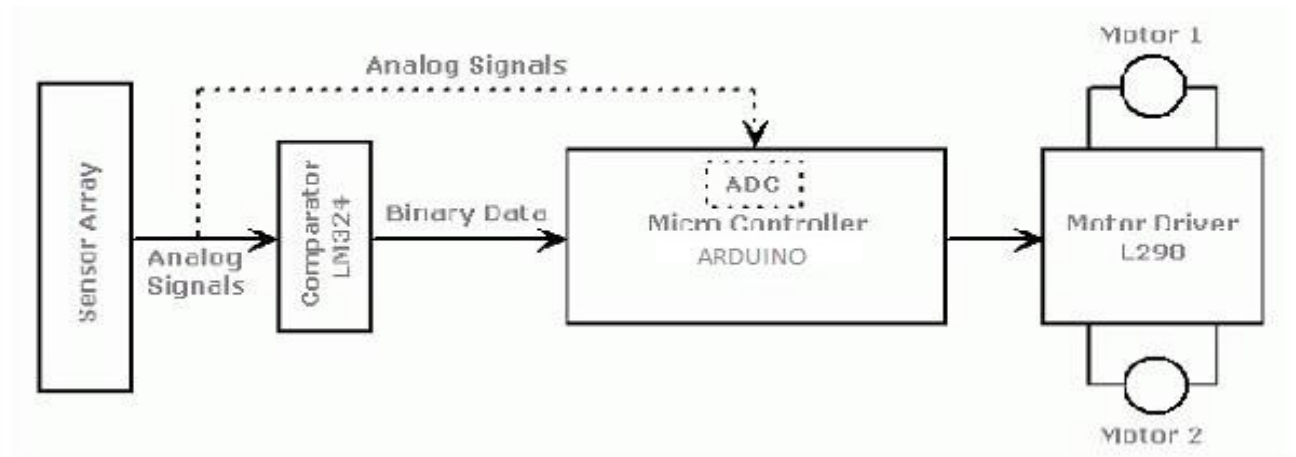 Sensor Array
Analog Signals
Analog
Signals
Comparator
LM324
Binary Data
ADC
Micro Controller
ARDUINO
Motor 1
Motor Driver
L298
Motor 2